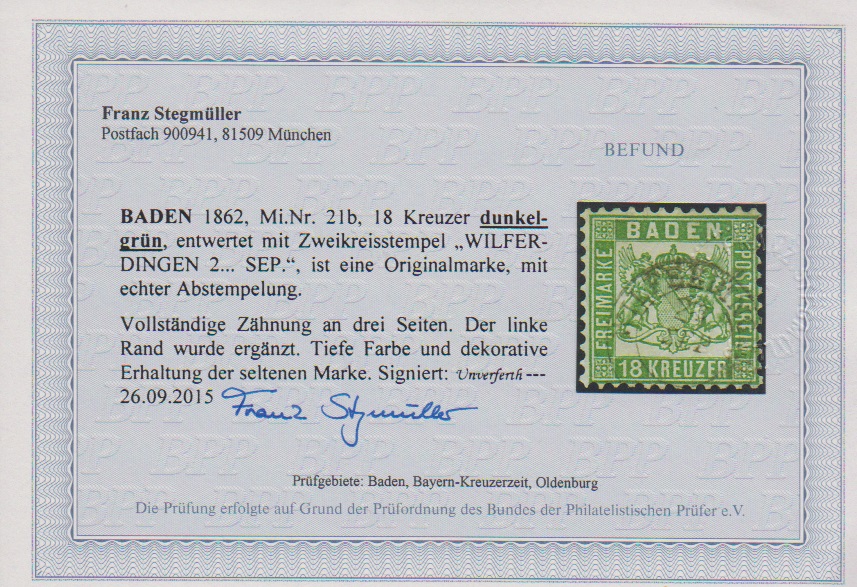 Franz Stegmüller
Postfach 900941, 81509 München
BEFUND
BADEN 1862, Mi.Nr. 21b, 18 Kreuzer dunkel-
grün, entwertet mit Zweikreisstempel „WILFER-
DINGEN 2... SEP.“, ist eine Originalmarke, mit
echter Abstempelung.
Vollständige Zähnung an drei Seiten. Der linke
Rand wurde ergänzt. Tiefe Farbe und dekorative
Erhaltung der seltenen Marke. Signiert: Unverferth ---
26.09.2015 Franz Stegmüller
BADEN
FREIMARKE
POSTVEREIN
18 KREUZER
Prüfgebiete: Baden, Bayern-Kreuzerzeit, Oldenburg
Die Prüfung erfolgte auf Grund der Prüfordnung des Bundes der Philatelistischen Prüfer e.V.